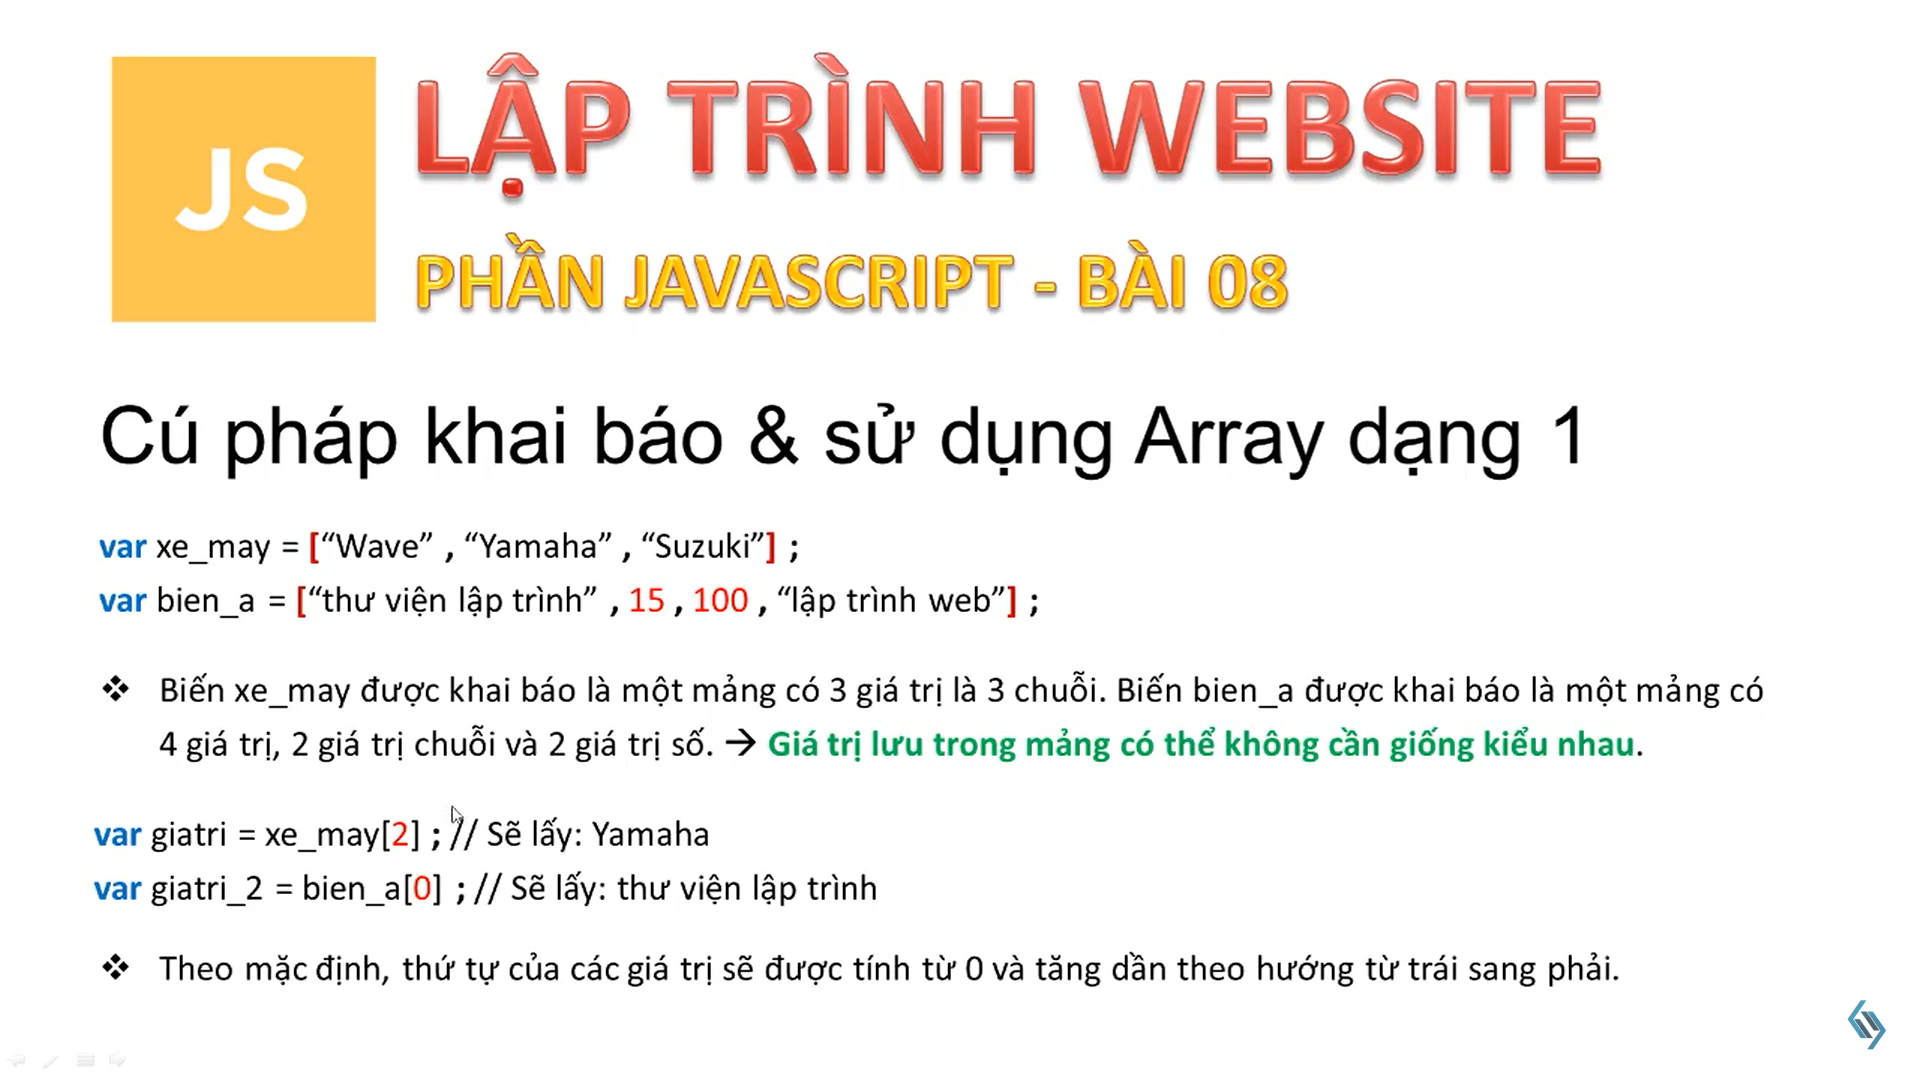 JS
LẬP TRÌNH WEBSITE
PHẦN JAVASCRIPT - BÀI 08
Cú pháp khai báo & sử dụng Array dạng 1
var xe_may = [“Wave” , “Yamaha” , “Suzuki”] ;
var bien_a = [“thư viện lập trình” , 15 , 100 , “lập trình web”] ;
❖ Biến xe_may được khai báo là một mảng có 3 giá trị là 3 chuỗi. Biến bien_a được khai báo là một mảng có
4 giá trị, 2 giá trị chuỗi và 2 giá trị số. → Giá trị lưu trong mảng có thể không cần giống kiểu nhau.
var giatri = xe_may[2] ; // Sẽ lấy: Yamaha
var giatri_2 = bien_a[0] ; // Sẽ lấy: thư viện lập trình
❖ Theo mặc định, thứ tự của các giá trị sẽ được tính từ 0 và tăng dần theo hướng từ trái sang phải.